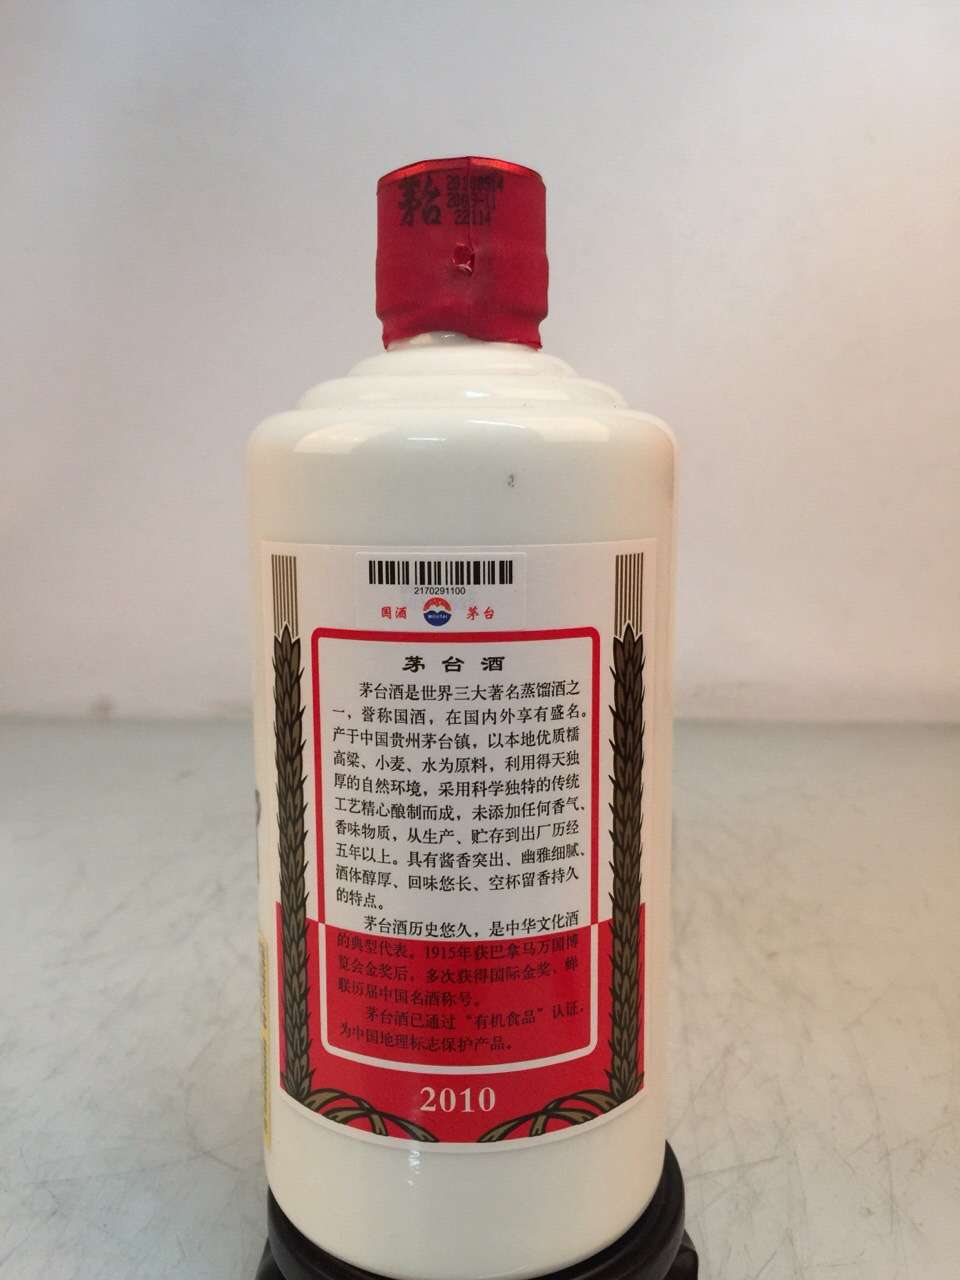 茅台
22114
2170291100
国酒 MOUTAI 茅台
茅台酒
茅台酒是世界三大著名蒸馏酒之
一，誉称国酒，在国内外享有盛名。
产于中国贵州茅台镇，以本地优质糯
高粱、小麦、水为原料，利用得天独
厚的自然环境，采用科学独特的传统
工艺精心酿制而成，未添加任何香气、
香味物质，从生产、贮存到出厂历经
五年以上。具有酱香突出、幽雅细腻、
酒体醇厚、回味悠长、空杯留香持久
的特点。
茅台酒历史悠久，是中华文化酒
的典型代表。1915年获巴拿马万国博
览会金奖后，多次获得国际金奖、蝉
联历届中国名酒称号。
茅台酒已通过“有机食品”认证，
为中国地理标志保护产品。
2010